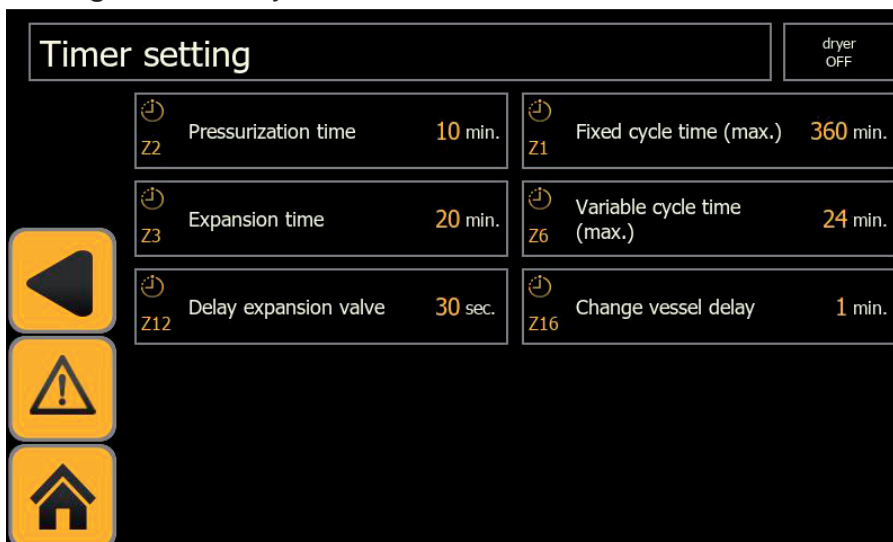 Timer setting
dryer
OFF
Z2 Pressurization time 10 min.
Z1 Fixed cycle time (max.) 360 min.
Z3 Expansion time 20 min.
Z6 Variable cycle time
(max.) 24 min.
Z12 Delay expansion valve 30 sec.
Z16 Change vessel delay 1 min.